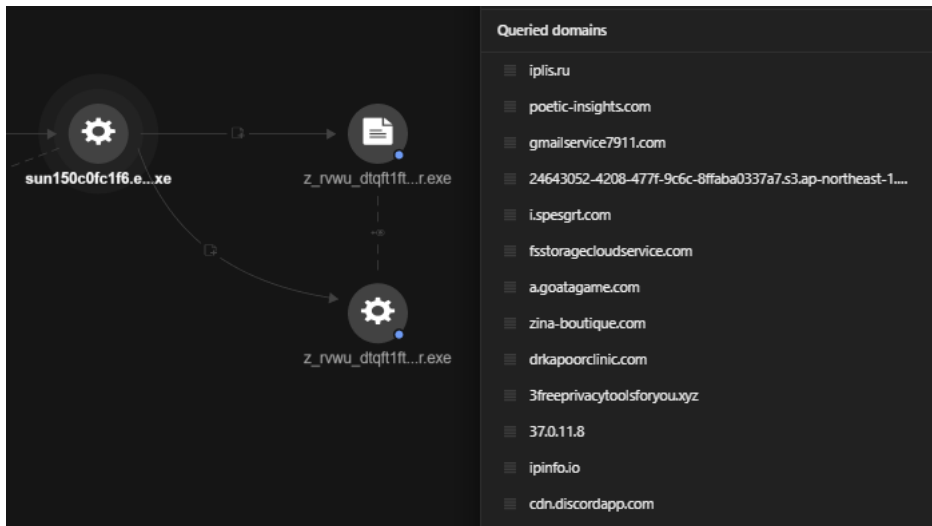 Queried domains
iplis.ru
poetic-insights.com
gmailservice7911.com
24643052-4208-477f-9c6c-8ffaba0337a7.s3.ap-northeast-1....
i.spesgrt.com
fsstoragecloudservice.com
a.goatagame.com
zina-boutique.com
drkapoorclinic.com
3freeprivacytoolsforyou.xyz
37.0.11.8
ipinfo.io
cdn.discordapp.com
sun150c0fc1f6.e...xe
z_rvwu_dtqft1ft...r.exe
z_rvwu_dtqft1ft...r.exe